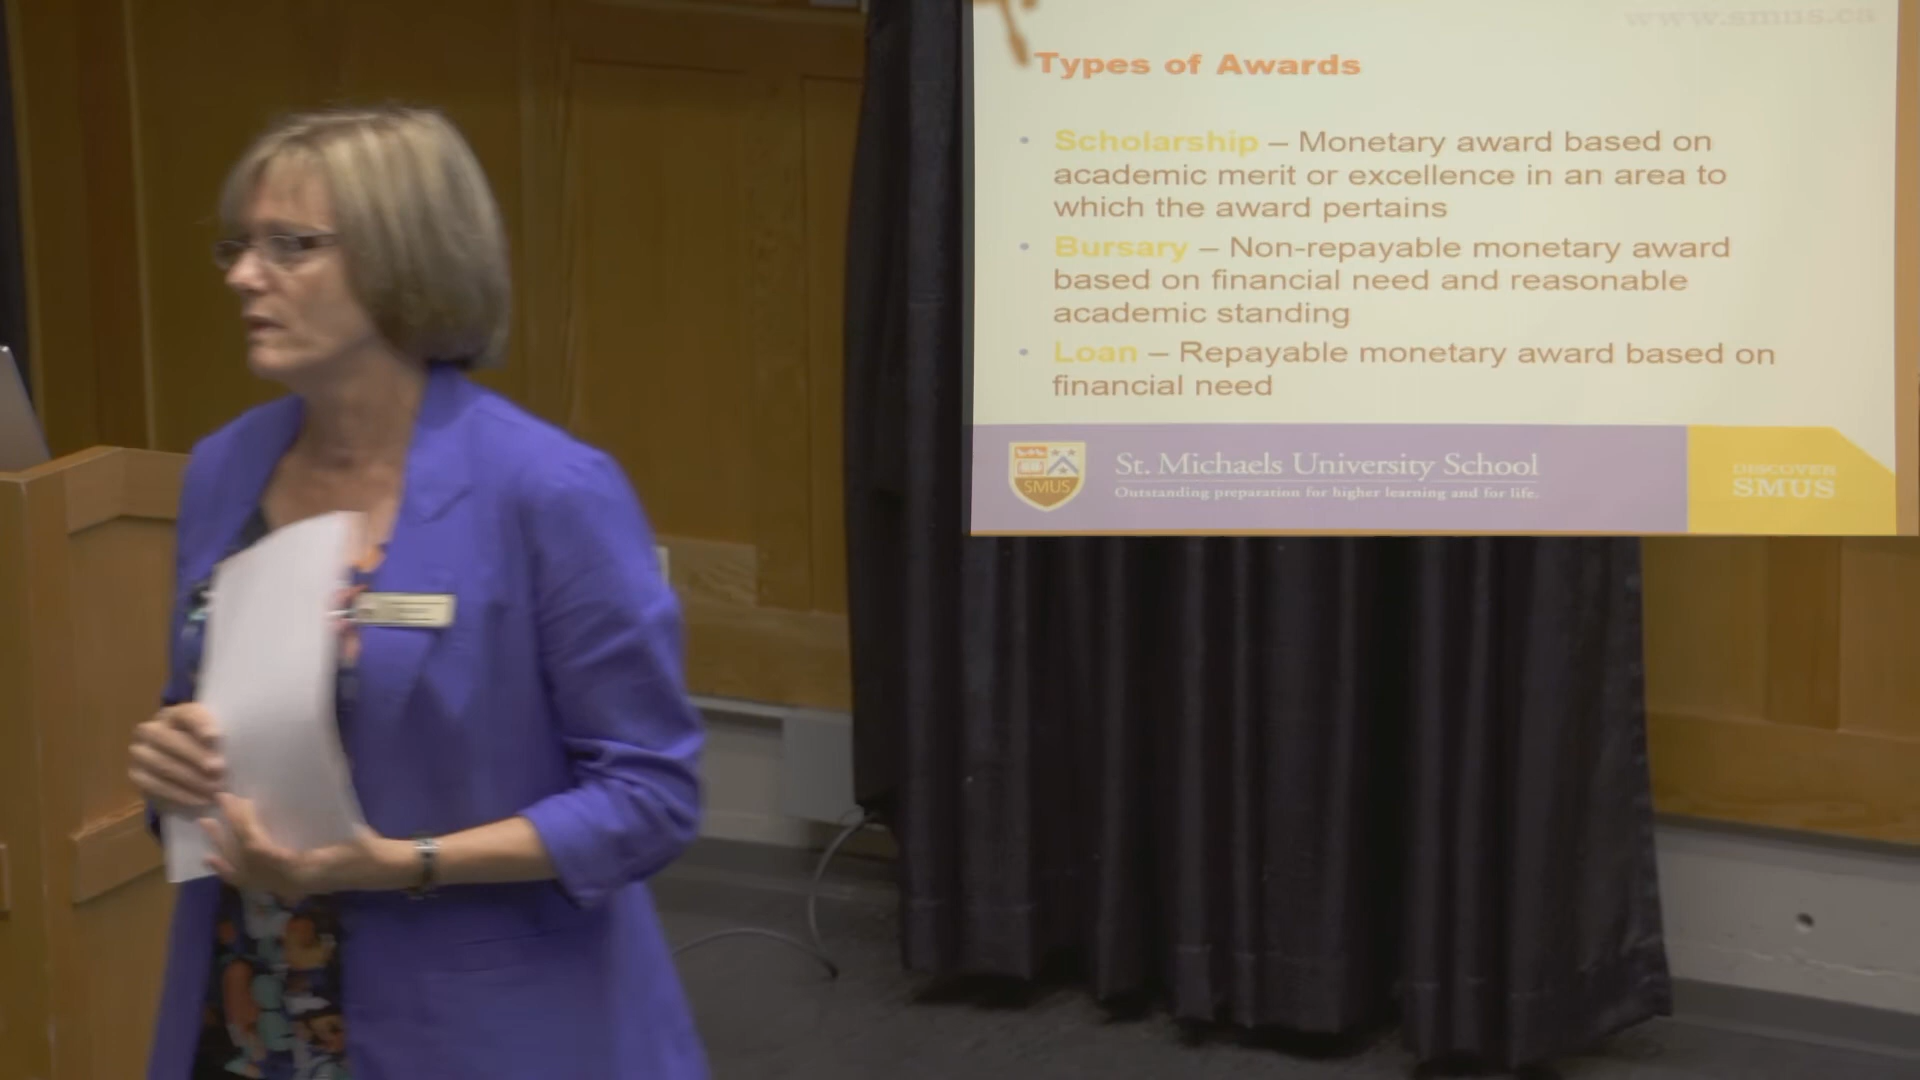 www.smus.ca
Types of Awards
• Scholarship – Monetary award based on
academic merit or excellence in an area to
which the award pertains
• Bursary – Non-repayable monetary award
based on financial need and reasonable
academic standing
• Loan – Repayable monetary award based on
financial need
SMUS
St. Michaels University School
Outstanding preparation for higher learning and for life.
DISCOVER
SMUS